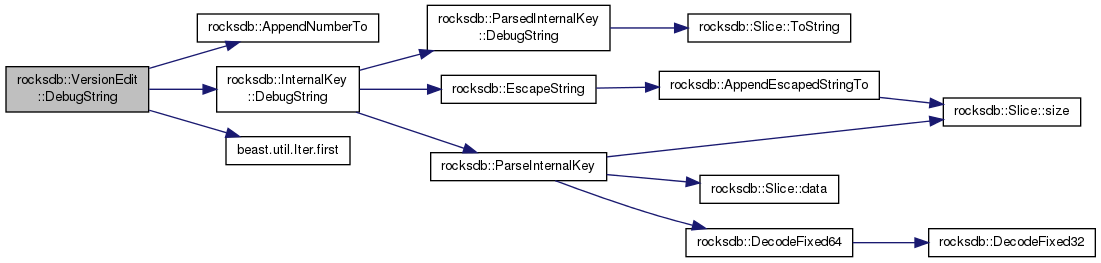 rocksdb::VersionEdit
::DebugString
rocksdb::AppendNumberTo
rocksdb::InternalKey
::DebugString
beast.util.Iter.first
rocksdb::ParsedInternalKey
::DebugString
rocksdb::EscapeString
rocksdb::ParseInternalKey
rocksdb::Slice::ToString
rocksdb::AppendEscapedStringTo
rocksdb::Slice::size
rocksdb::Slice::data
rocksdb::DecodeFixed64
rocksdb::DecodeFixed32